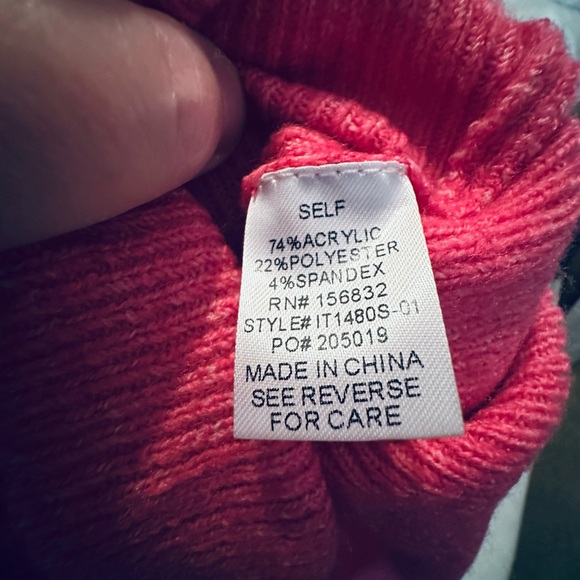 SELF
74%ACRYLIC
22%POLYESTER
4%SPANDEX
RN# 156832
STYLE# IT1480S-01
PO# 205019
MADE IN CHINA
SEE REVERSE
FOR CARE